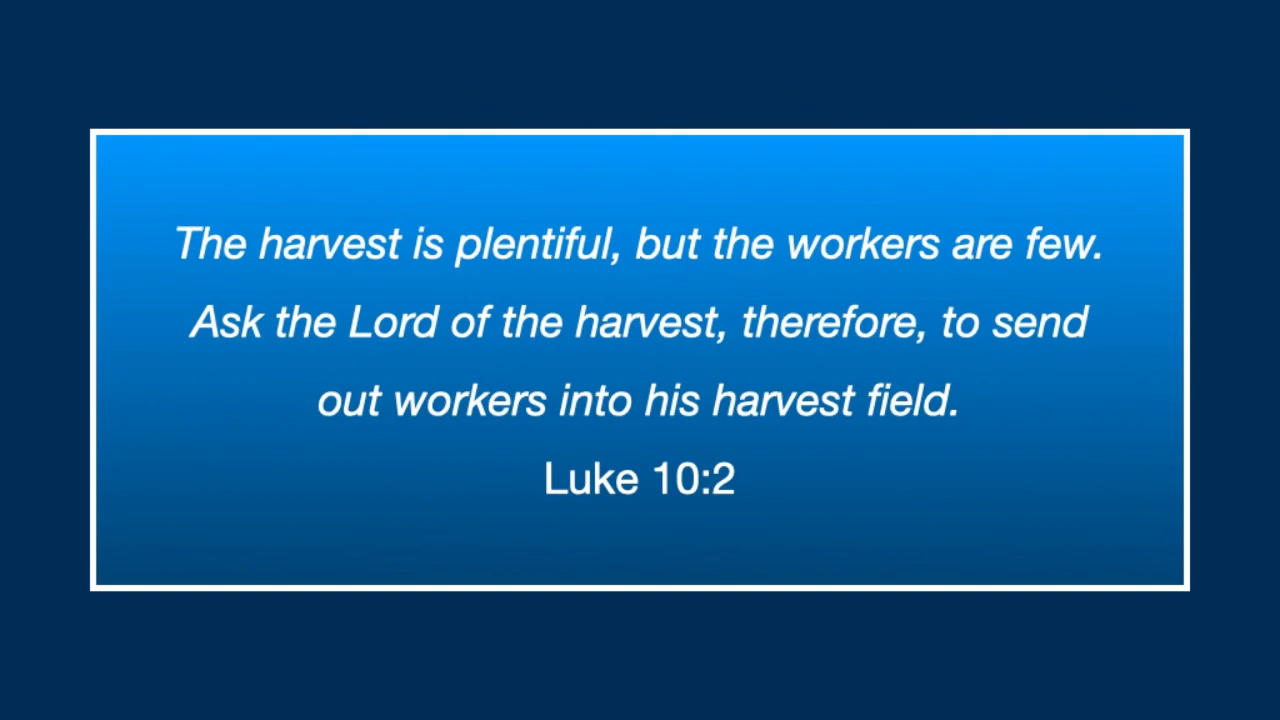 The harvest is plentiful, but the workers are few.
Ask the Lord of the harvest, therefore, to send
out workers into his harvest field.
Luke 10:2